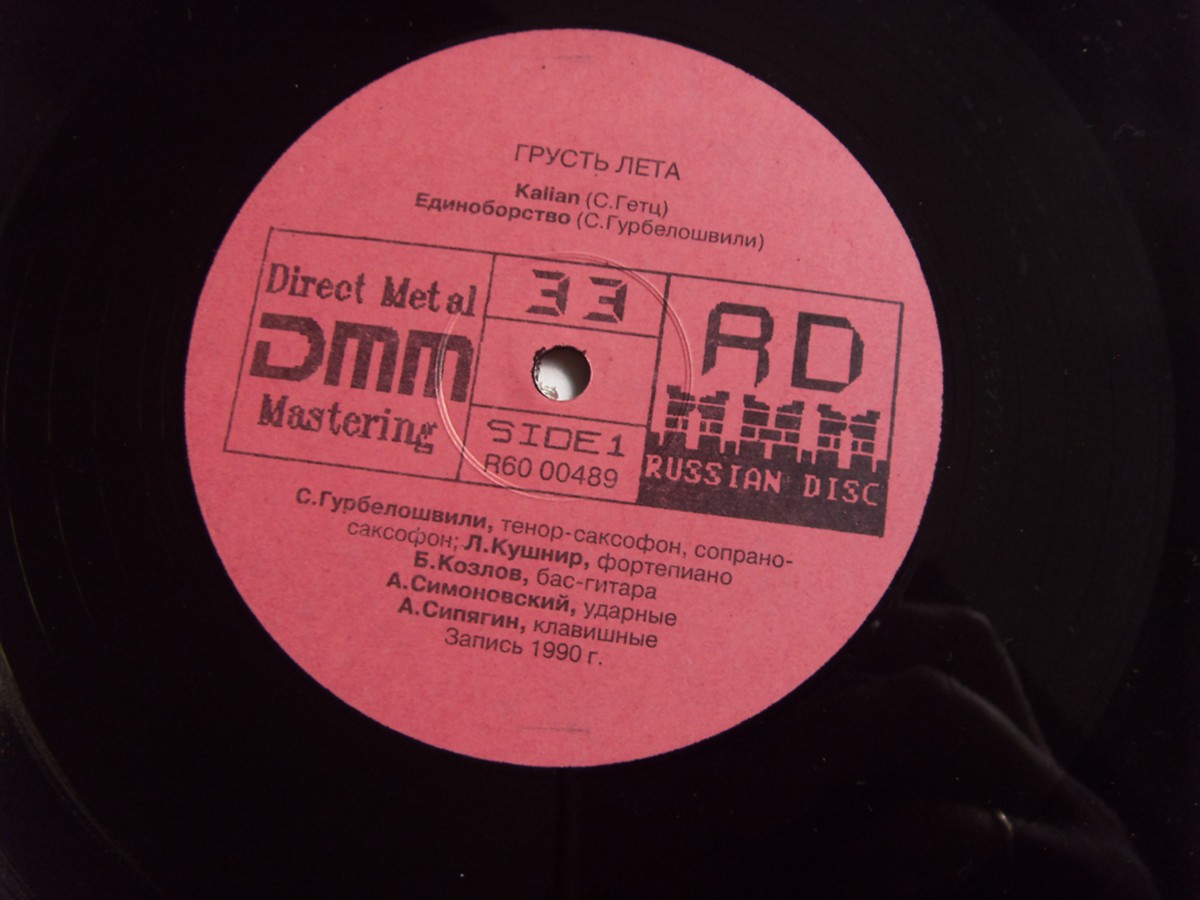 ГРУСТЬ ЛЕТА
Kalian (С.Гетц)
Единоборство (С.Гурбелошвили)
Direct Metal
DMM
Mastering
33
SIDE 1
R60 00489
RD
RUSSIAN DISC
С.Гурбелошвили, тенор-саксофон, сопрано-
саксофон; Л.Кушнир, фортепиано
Б.Козлов, бас-гитара
А.Симоновский, ударные
А.Сипягин, клавишные
Запись 1990 г.